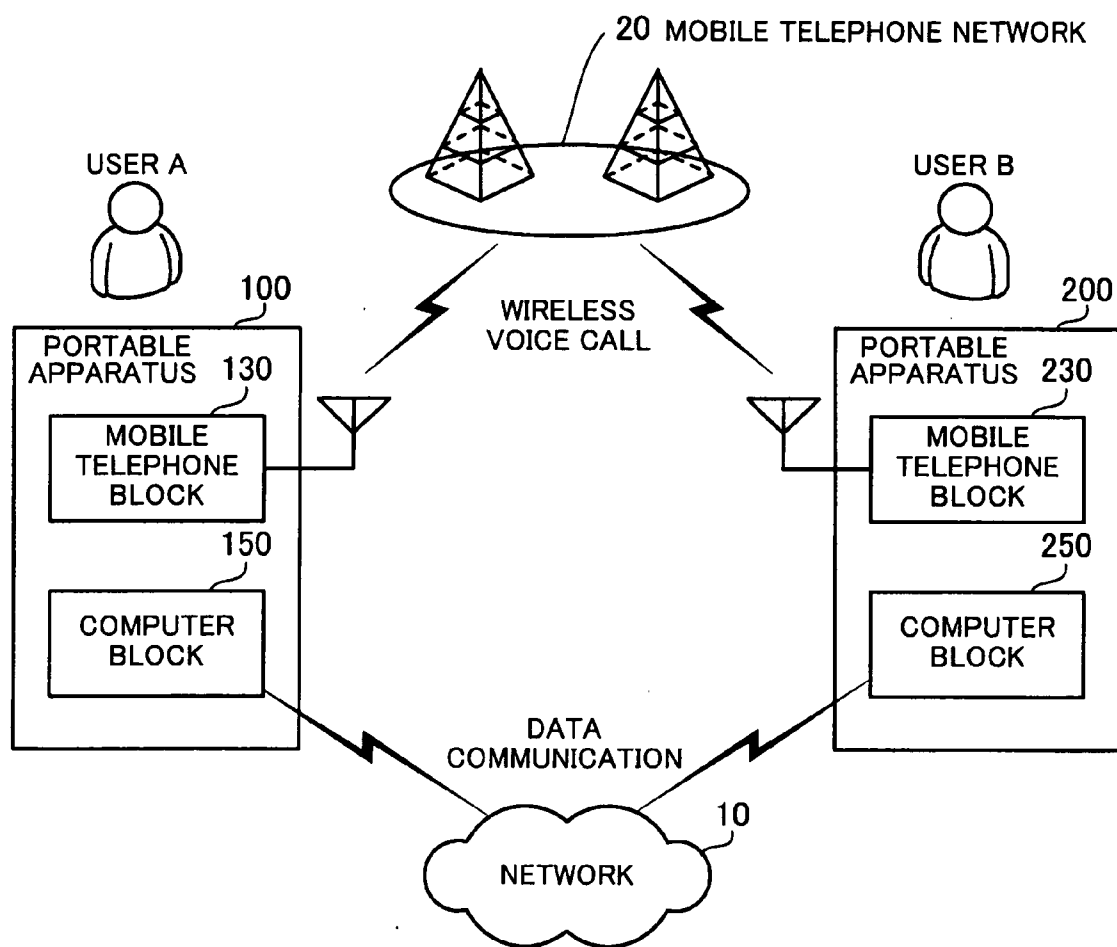 20 MOBILE TELEPHONE NETWORK
USER A
USER B
WIRELESS
VOICE CALL
100
PORTABLE
APPARATUS
130
MOBILE
TELEPHONE
BLOCK
150
COMPUTER
BLOCK
200
PORTABLE
APPARATUS
230
MOBILE
TELEPHONE
BLOCK
250
COMPUTER
BLOCK
DATA
COMMUNICATION
10
NETWORK